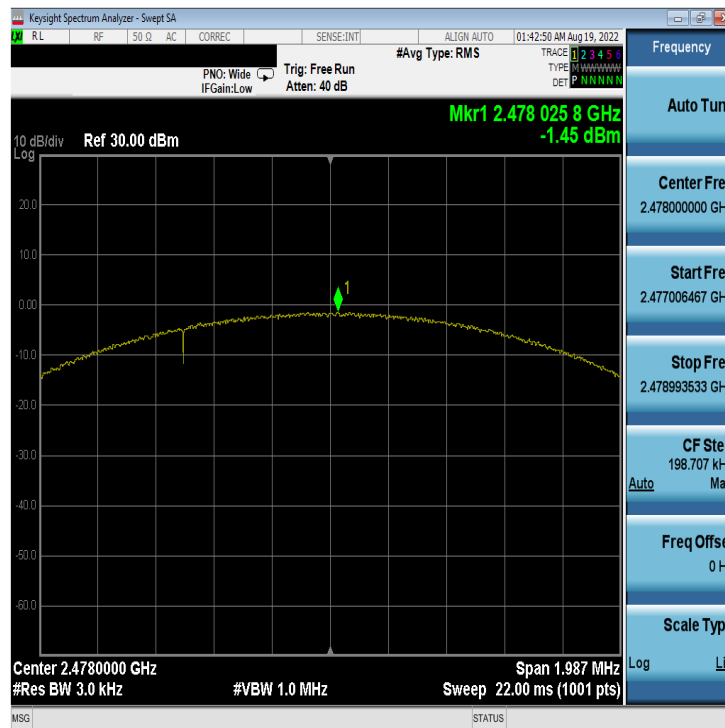 Keysight Spectrum Analyzer - Swept SA
LXI RL RF 50 Ω AC CORREC SENSE:INT ALIGN AUTO 01:42:50 AM Aug 19, 2022
Frequency
#Avg Type: RMS
TRACE 1 2 3 4 5 6
TYPE M WWWWW
DET P N N N N N
PNO: Wide
IFGain:Low
Trig: Free Run
Atten: 40 dB
Auto Tun
Mkr1 2.478 025 8 GHz
-1.45 dBm
10 dB/div Ref 30.00 dBm
Log
20.0
10.0
0.00
-10.0
-20.0
-30.0
-40.0
-50.0
-60.0
1
Center Fre
2.478000000 GH
Start Fre
2.477006467 GH
Stop Fre
2.478993533 GH
CF Ste
198.707 kH
Auto Ma
Freq Offse
0 H
Scale Typ
Log Li
Center 2.4780000 GHz Span 1.987 MHz
#Res BW 3.0 kHz #VBW 1.0 MHz Sweep 22.00 ms (1001 pts)
MSG STATUS